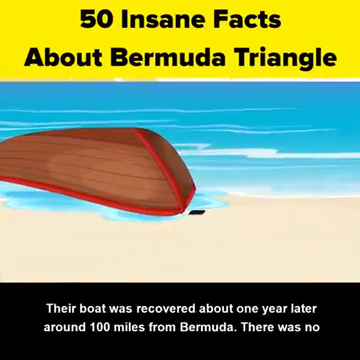 50 Insane Facts
About Bermuda Triangle
Their boat was recovered about one year later
around 100 miles from Bermuda. There was no